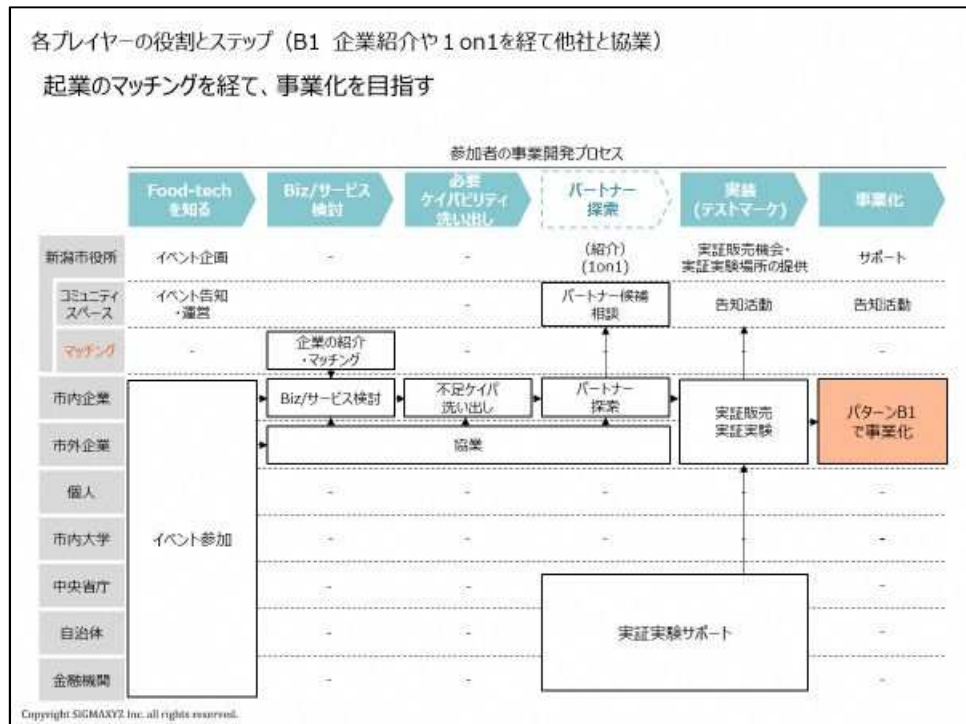 各プレイヤーの役割とステップ（B1 企業紹介や１on1を経て他社と協業）
起業のマッチングを経て、事業化を目指す
参加者の事業開発プロセス
Food-tech
を知る
Biz/サービス
検討
必要
ケイパビリティ
洗い出し
パートナー
探索
実装
(テストマーケ)
事業化
新潟市役所
イベント企画
-
-
(紹介)
(1on1)
実証販売機会・
実証実験場所の提供
サポート
コミュニティ
スペース
イベント告知
・運営
-
-
パートナー候補
相談
告知活動
告知活動
マッチング
-
企業の紹介
・マッチング
-
-
-
-
市内企業
Biz/サービス検討
不足ケイパ
洗い出し
パートナー
探索
実証販売
実証実験
パターンB1
で事業化
市外企業
協業
個人
-
-
-
-
-
市内大学
イベント参加
-
-
-
-
-
中央省庁
-
-
-
自治体
-
-
実証実験サポート
-
金融機関
-
-
-
Copyright SIGMAXYZ Inc. all rights reserved.